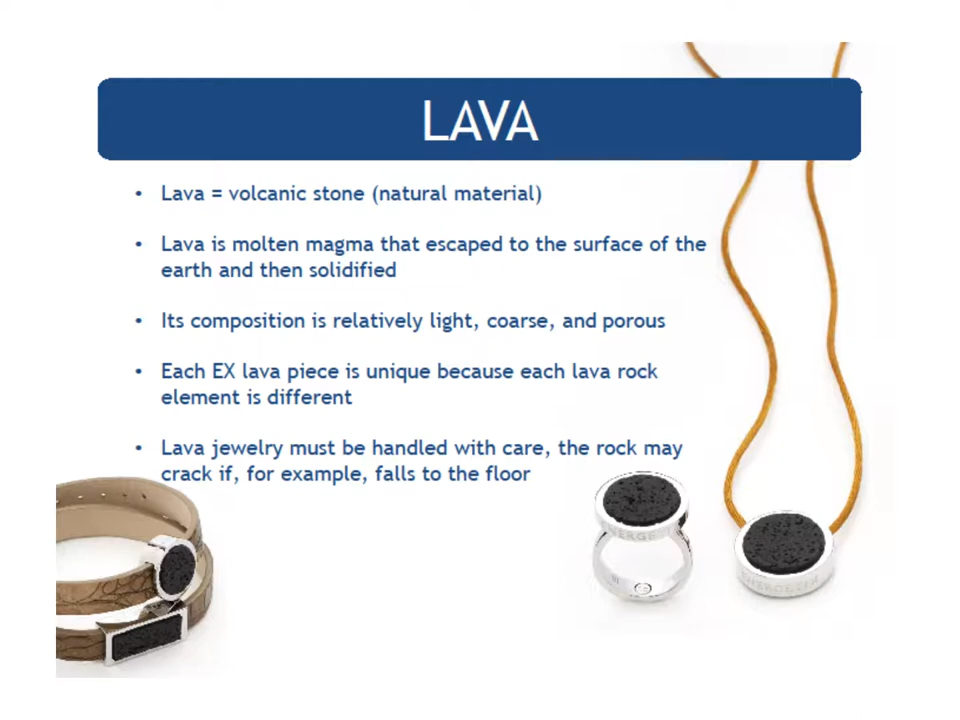 LAVA
• Lava = volcanic stone (natural material)
• Lava is molten magma that escaped to the surface of the
earth and then solidified
• Its composition is relatively light, coarse, and porous
• Each EX lava piece is unique because each lava rock
element is different
• Lava jewelry must be handled with care, the rock may
crack if, for example, falls to the floor